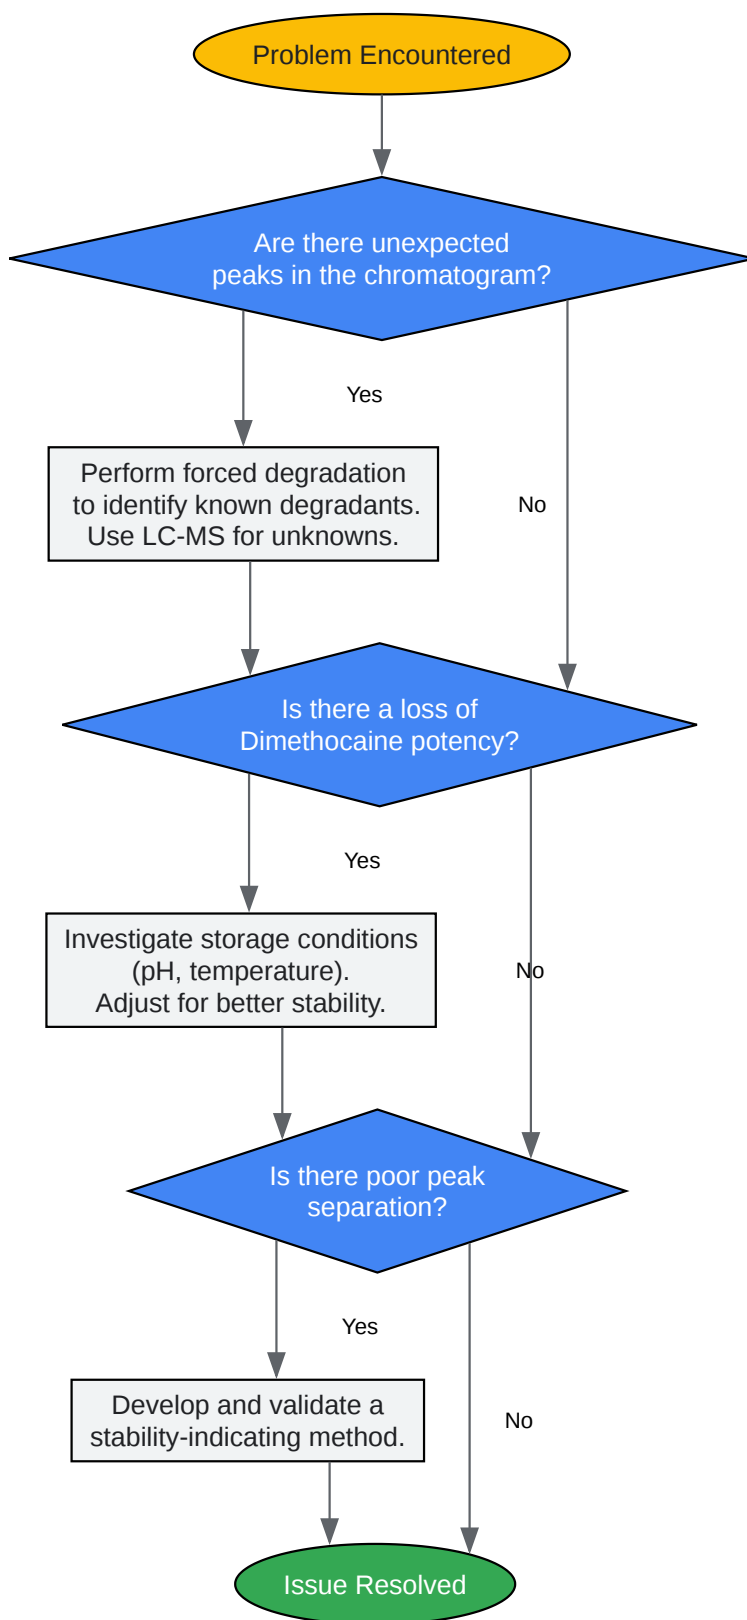 Problem Encountered
Are there unexpected
peaks in the chromatogram?
Yes
Perform forced degradation
to identify known degradants.
Use LC-MS for unknowns.
No
Is there a loss of
Dimethocaine potency?
Yes
Investigate storage conditions
(pH, temperature).
Adjust for better stability.
No
Is there poor peak
separation?
Yes
Develop and validate a
stability-indicating method.
No
Issue Resolved